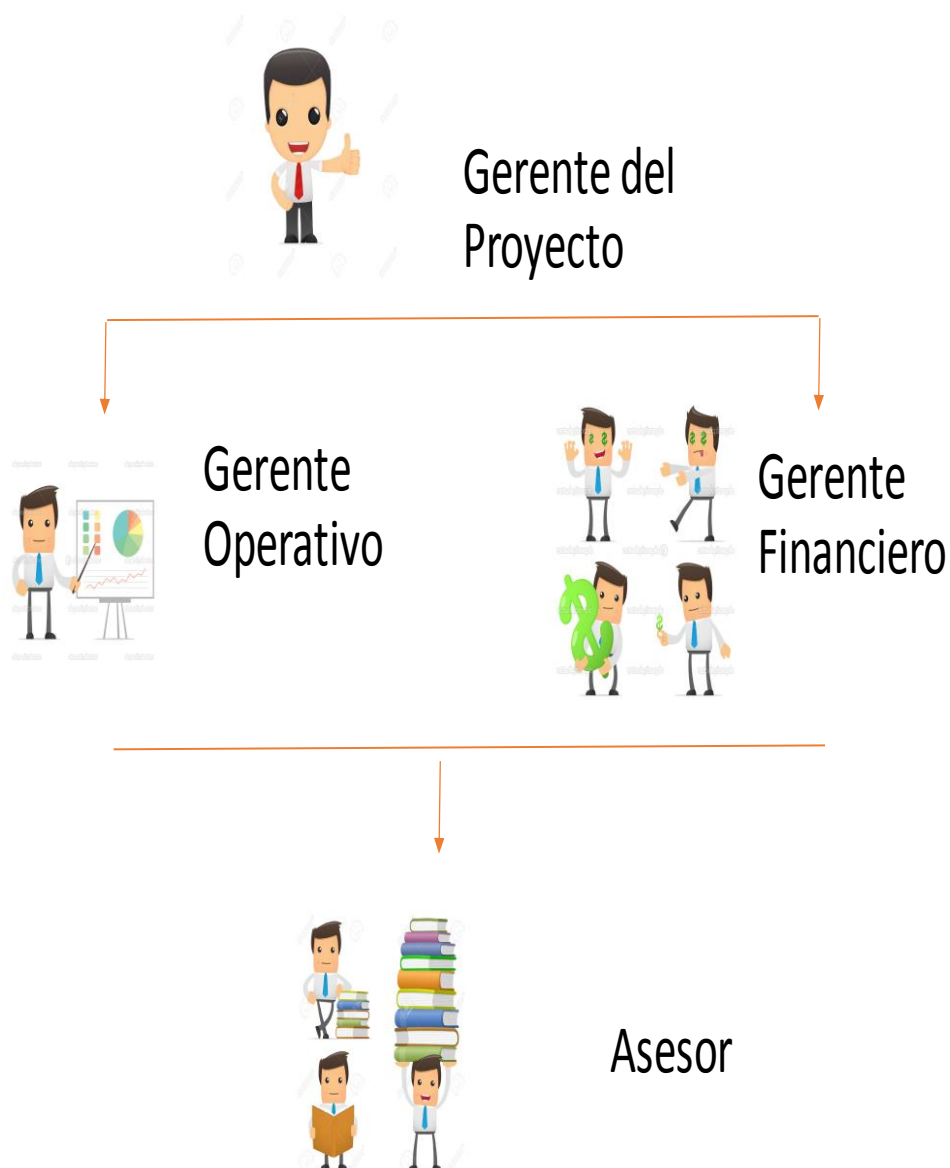 Gerente del
Proyecto
Gerente
Operativo
Gerente
Financiero
Asesor